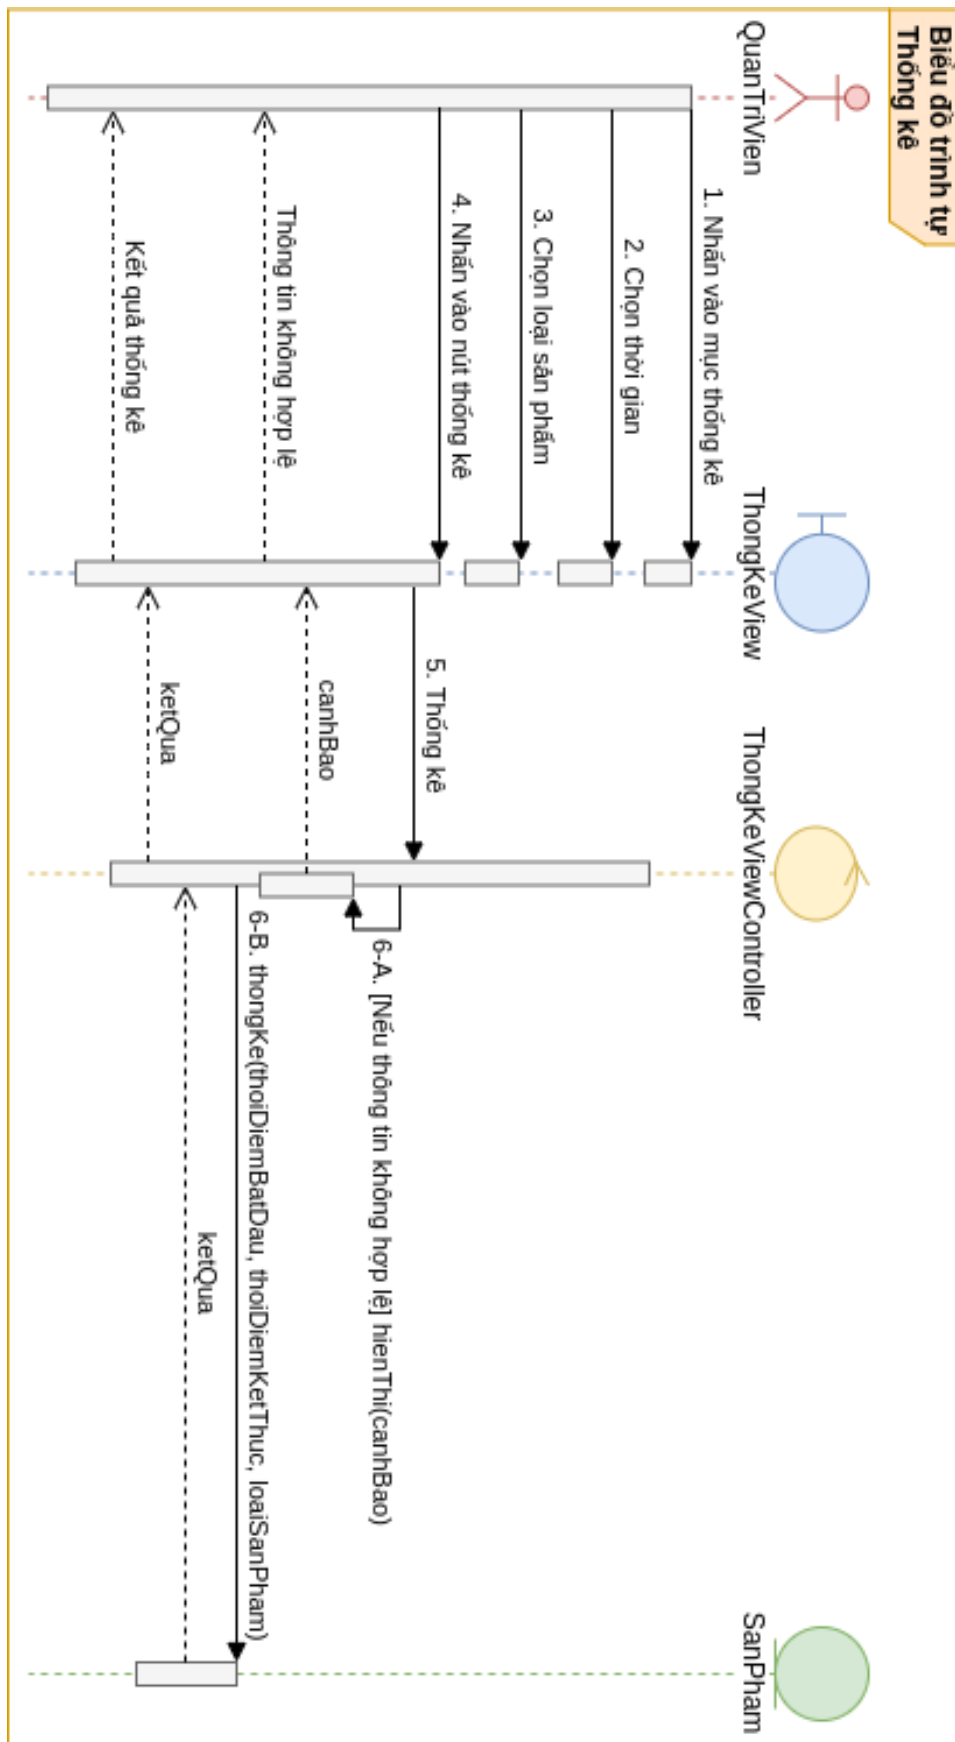 Biểu đồ trình tự
Thống kê
QuanTriVien
ThongKeView
ThongKeViewController
SanPham
1. Nhấn vào mục thống kê
2. Chọn thời gian
3. Chọn loại sản phẩm
4. Nhấn vào nút thống kê
5. Thống kê
6-A. [Nếu thông tin không hợp lệ] hienThi(canhBao)
canhBao
Thông tin không hợp lệ
6-B. thongKe(thoiDiemBatDau, thoiDiemKetThuc, loaiSanPham)
ketQua
ketQua
Kết quả thống kê